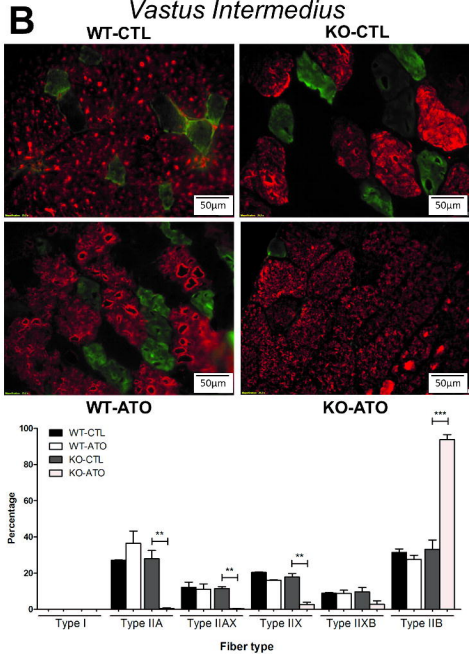 B
Vastus Intermedius
WT-CTL
KO-CTL
50µm
50µm
50µm
50µm
WT-ATO
KO-ATO
100
80
60
40
20
0
Percentage
WT-CTL
WT-ATO
KO-CTL
KO-ATO
**
**
**
***
Type I
Type IIA
Type IIAX
Type IIX
Type IIXB
Type IIB
Fiber type